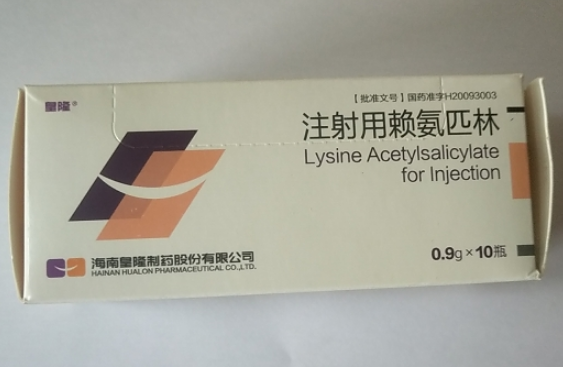 皇隆®
【批准文号】国药准字H20093003
注射用赖氨匹林
Lysine Acetylsalicylate
for Injection
海南皇隆制药股份有限公司
HAINAN HUALON PHARMACEUTICAL CO.,LTD.
0.9g×10瓶